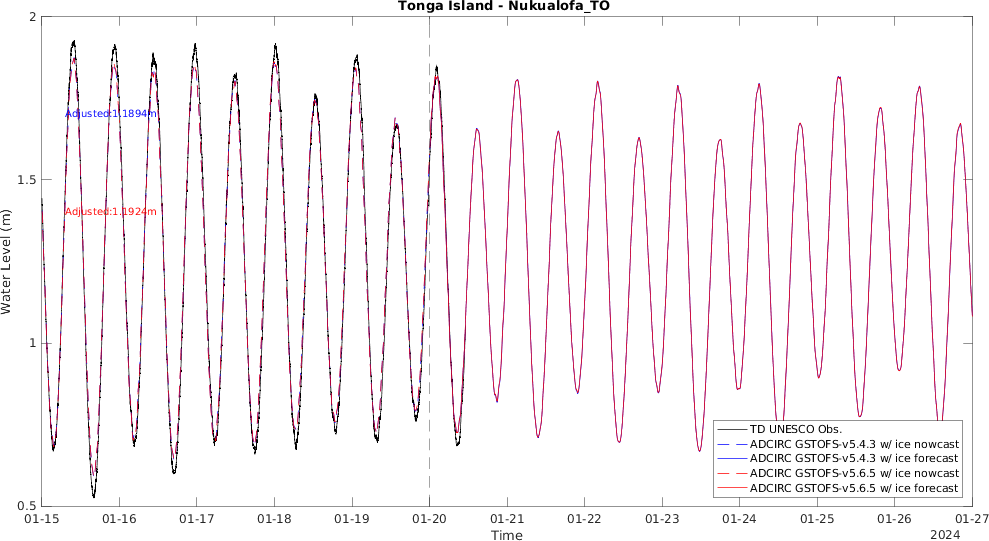 Tonga Island - Nukualofa_TO
Water Level (m)
2
1.5
1
0.5
Adjusted:1.1894m
Adjusted:1.1924m
TD UNESCO Obs.
ADCIRC GSTOFS-v5.4.3 w/ ice nowcast
ADCIRC GSTOFS-v5.4.3 w/ ice forecast
ADCIRC GSTOFS-v5.6.5 w/ ice nowcast
ADCIRC GSTOFS-v5.6.5 w/ ice forecast
01-15 01-16 01-17 01-18 01-19 01-20 01-21 01-22 01-23 01-24 01-25 01-26 01-27
Time
2024